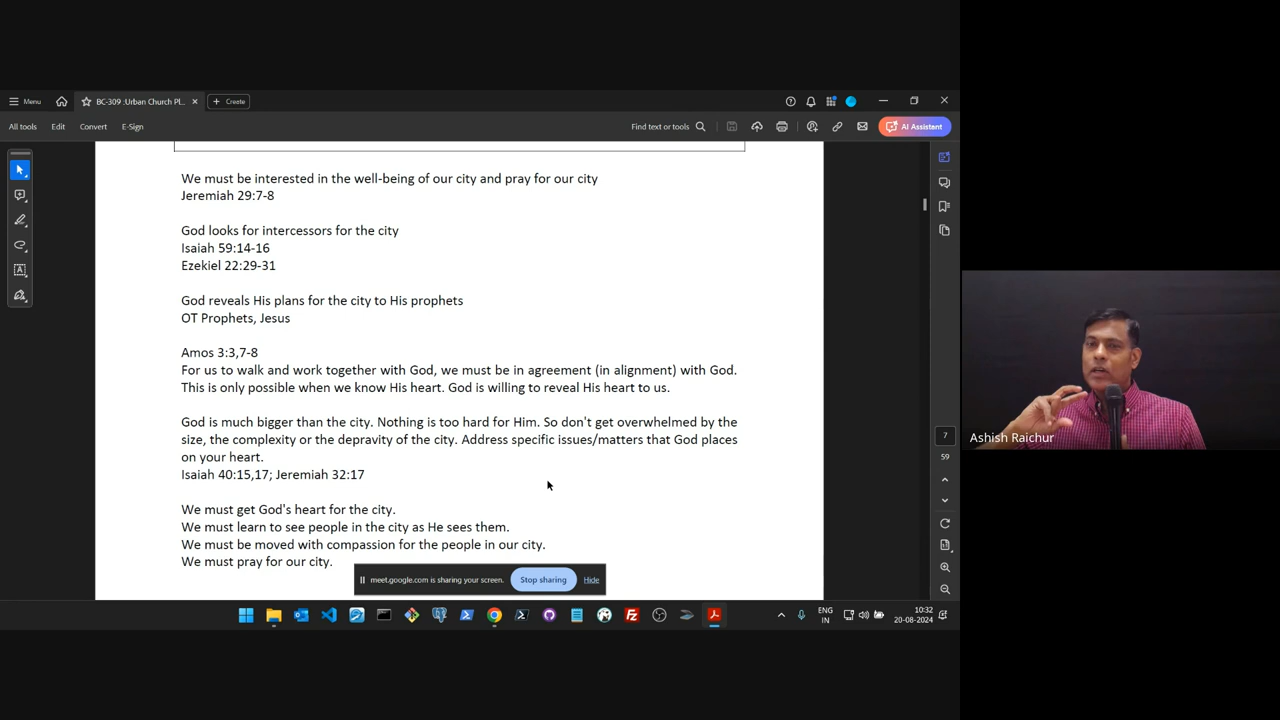 Menu
BC-309 :Urban Church Pl...
Create
All tools
Edit
Convert
E-Sign
Find text or tools
AI Assistant
We must be interested in the well-being of our city and pray for our city
Jeremiah 29:7-8
God looks for intercessors for the city
Isaiah 59:14-16
Ezekiel 22:29-31
God reveals His plans for the city to His prophets
OT Prophets, Jesus
Amos 3:3,7-8
For us to walk and work together with God, we must be in agreement (in alignment) with God.
This is only possible when we know His heart. God is willing to reveal His heart to us.
God is much bigger than the city. Nothing is too hard for Him. So don't get overwhelmed by the
size, the complexity or the depravity of the city. Address specific issues/matters that God places
on your heart.
Isaiah 40:15,17; Jeremiah 32:17
We must get God's heart for the city.
We must learn to see people in the city as He sees them.
We must be moved with compassion for the people in our city.
We must pray for our city.
7
59
meet.google.com is sharing your screen.
Stop sharing
Hide
ENG
IN
10:32
20-08-2024
Ashish Raichur